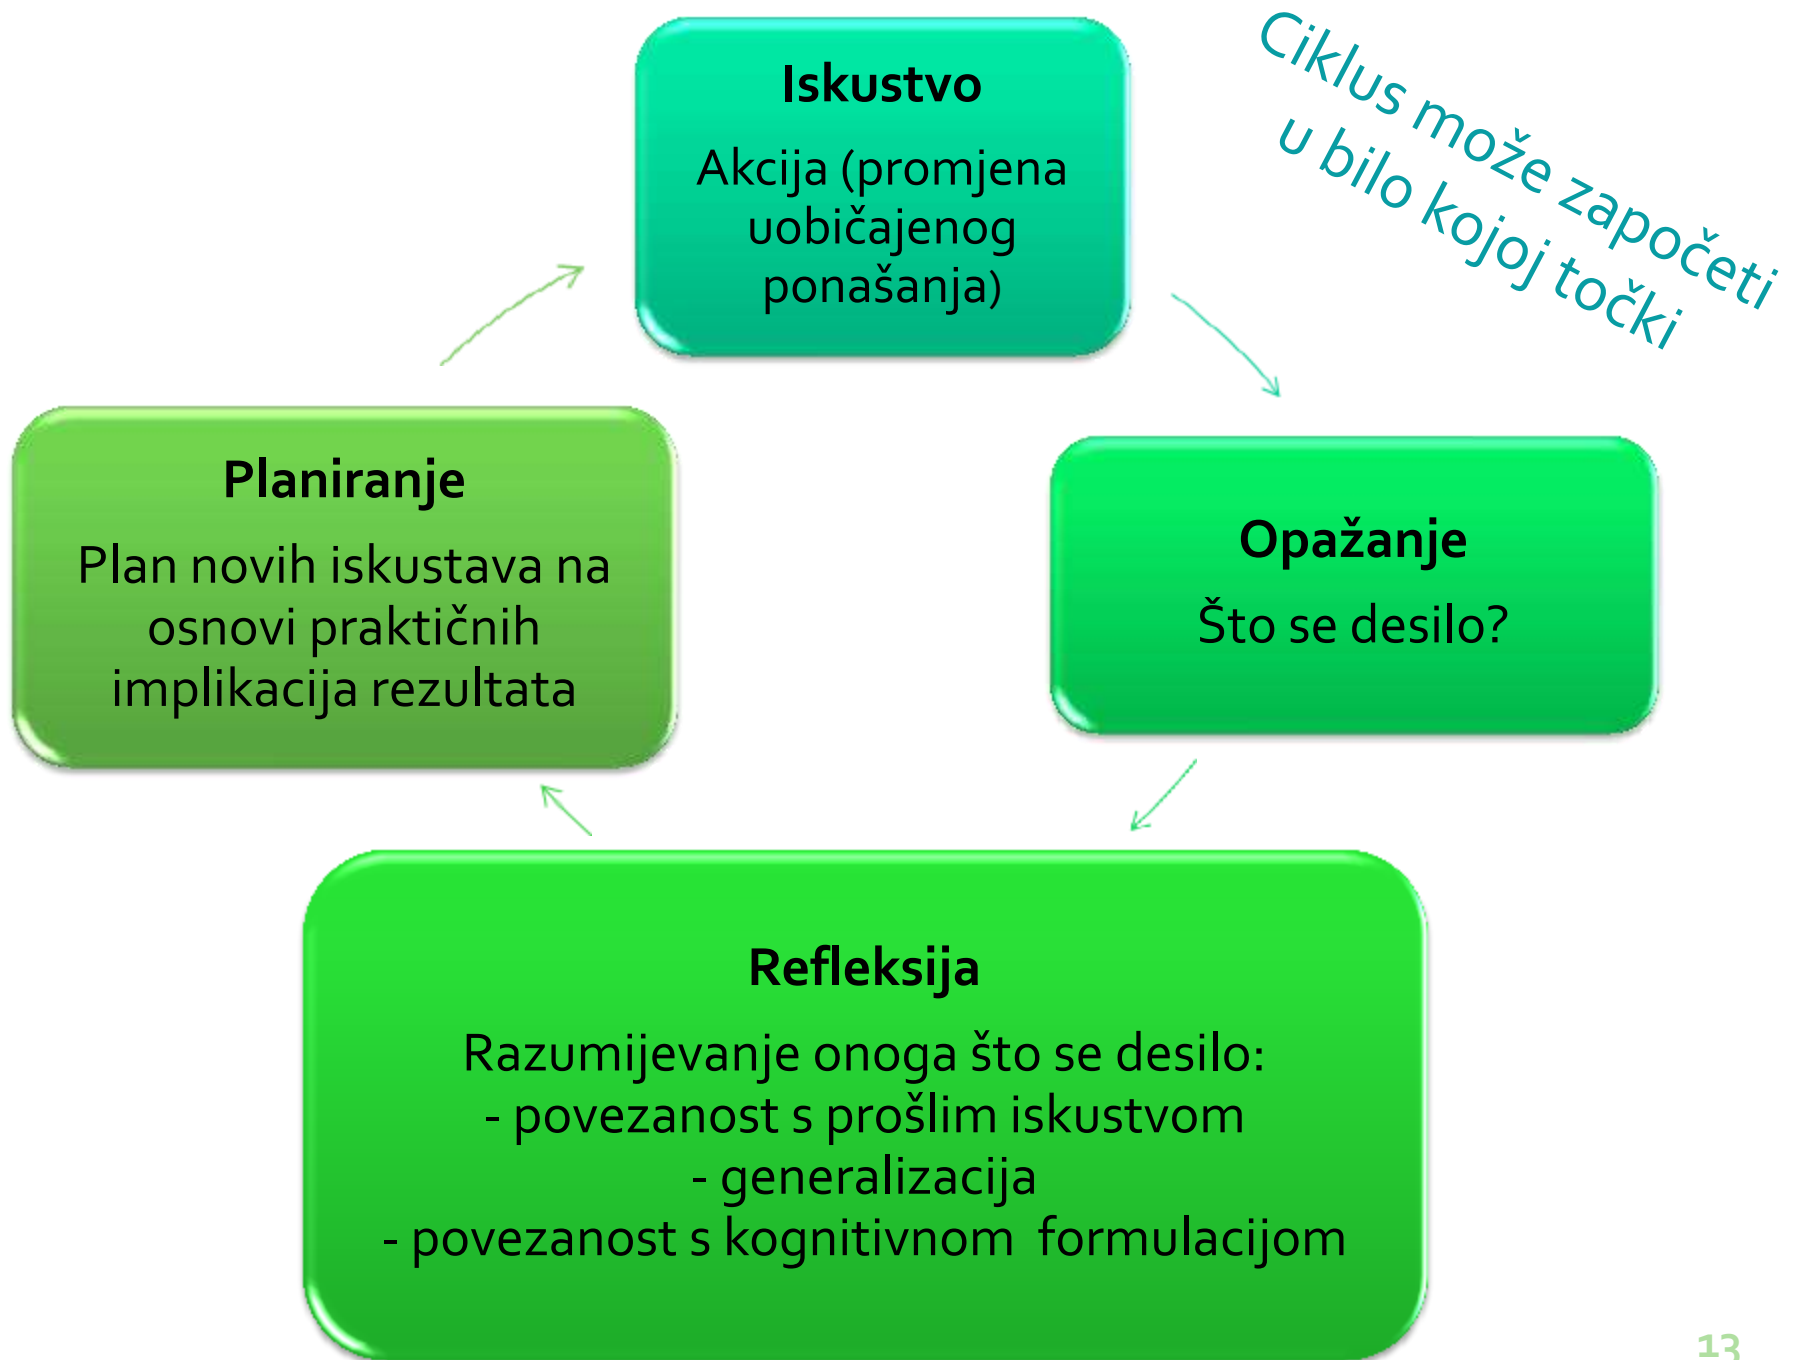 Iskustvo
Akcija (promjena
uobičajenog
ponašanja)
Ciklus može započeti
u bilo kojoj točki
Opažanje
Što se desilo?
Refleksija
Razumijevanje onoga što se desilo:
- povezanost s prošlim iskustvom
- generalizacija
- povezanost s kognitivnom  formulacijom
Planiranje
Plan novih iskustava na
osnovi praktičnih
implikacija rezultata
13